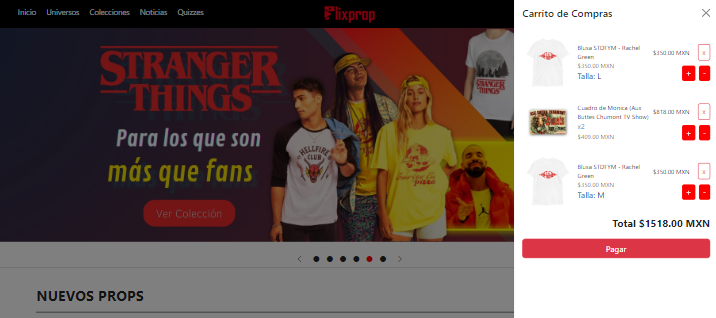 Inicio Universos Colecciones Noticias Quizzes
flixprop
Carrito de Compras
STRANGER
THINGS
Para los que son
más que fans
Ver Colección
HELLFIRE
CLUB
Blusa STDTYM - Rachel
Green
$350.00 MXN
Talla: L
$350.00 MXN
x
+ -
Cuadro de Monica (Aux
Buttes Chumont TV Show)
x2
$409.00 MXN
$818.00 MXN
x
+ -
Blusa STDTYM - Rachel
Green
$350.00 MXN
Talla: M
$350.00 MXN
x
+ -
Total $1518.00 MXN
Pagar
NUEVOS PROPS